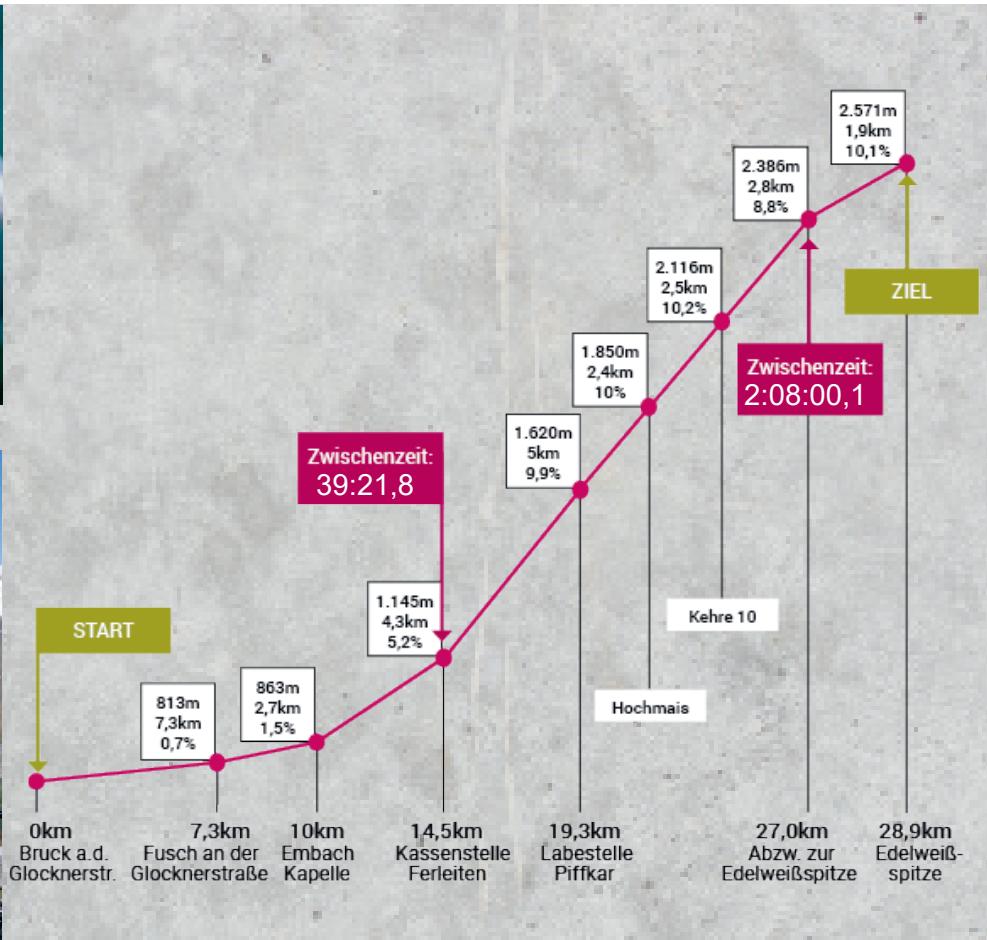 2.571m
1,9km
10,1%
2.386m
2,8km
8,8%
ZIEL
2.116m
2,5km
10,2%
1.850m
2,4km
10%
Zwischenzeit:
2:08:00,1
1.620m
5km
9,9%
Zwischenzeit:
39:21,8
1.145m
4,3km
5,2%
Kehre 10
START
813m
7,3km
0,7%
863m
2,7km
1,5%
Hochmais
0km
Bruck a.d.
Glocknerstr.
7,3km
Fusch an der
Glocknerstraße
10km
Embach
Kapelle
14,5km
Kassenstelle
Ferleiten
19,3km
Labestelle
Piffkar
27,0km
Abzw. zur
Edelweißspitze
28,9km
Edelweiß-
spitze